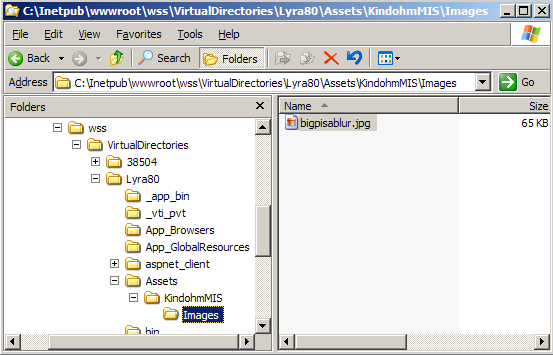 C:\Inetpub\wwwroot\wss\VirtualDirectories\Lyra80\Assets\KindohmMIS\Images
File Edit View Favorites Tools Help
Back Search Folders
Address C:\Inetpub\wwwroot\wss\VirtualDirectories\Lyra80\Assets\KindohmMIS\Images Go
Folders
Name Size
wss
VirtualDirectories
38504
Lyra80
_app_bin
_vti_pvt
App_Browsers
App_GlobalResources
aspnet_client
Assets
KindohmMIS
Images
bin
bigpisablur.jpg 65 KB